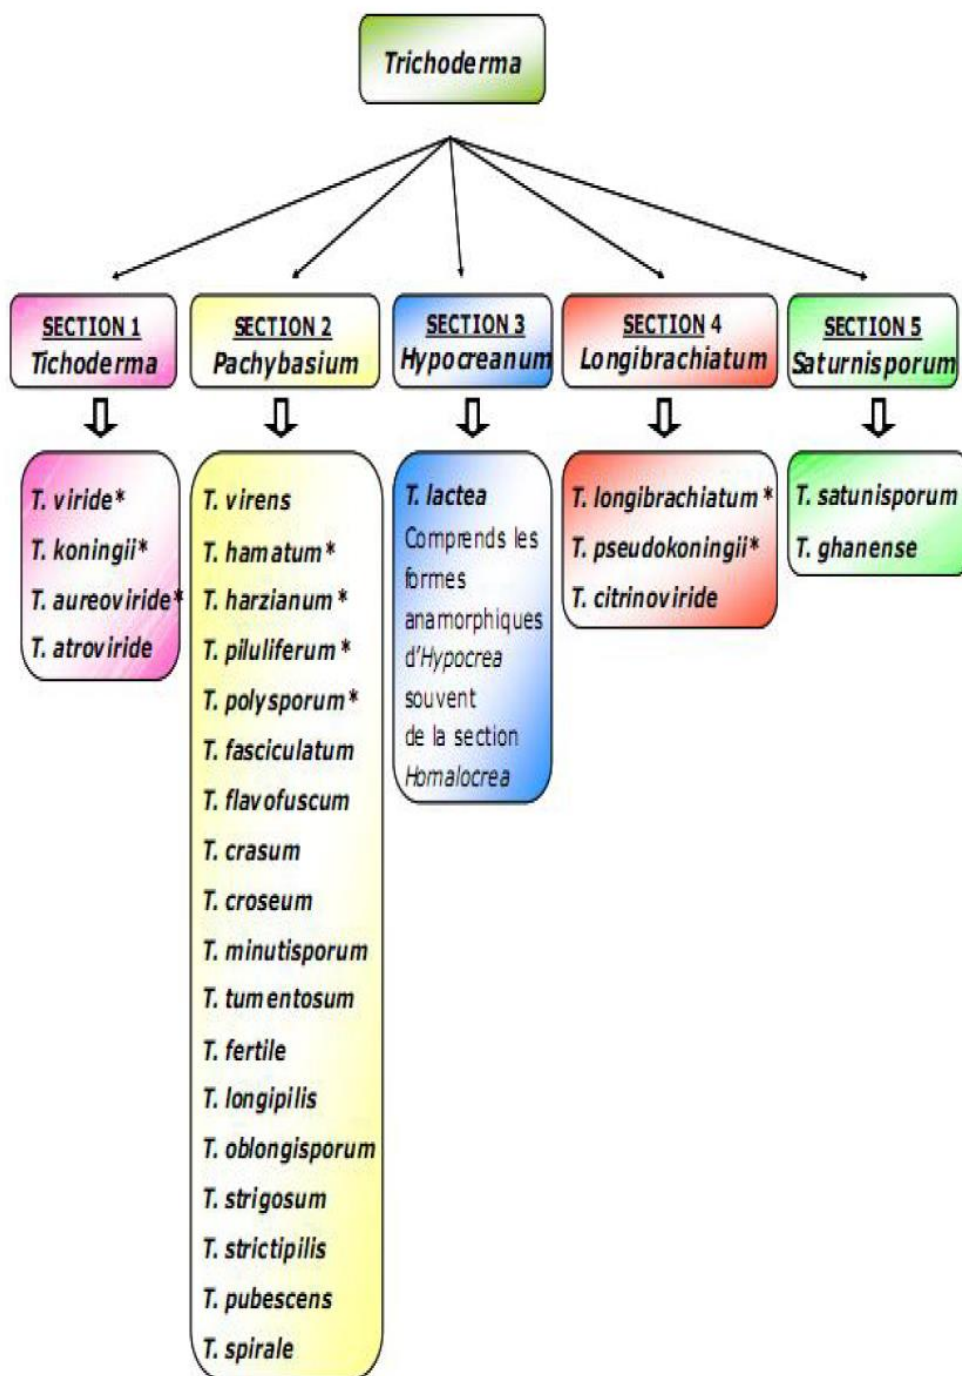 Trichoderma
SECTION 1
Tichoderma
SECTION 2
Pachybasium
SECTION 3
Hypocreanum
SECTION 4
Longibrachiatum
SECTION 5
Saturnisporum
T. viride*
T. koningii*
T. aureoviride*
T. atroviride
T. virens
T. hamatum*
T. harzianum*
T. piluliferum*
T. polysporum*
T. fasciculatum
T. flavofuscum
T. crasum
T. croseum
T. minutisporum
T. tumentosum
T. fertile
T. longipilis
T. oblongisporum
T. strigosum
T. strictipilis
T. pubescens
T. spirale
T. lactea
Comprends les
formes
anamorphiques
d'Hypocrea
souvent
de la section
Homalocrea
T. longibrachiatum*
T. pseudokoningii*
T. citrinoviride
T. satunisporum
T. ghanense